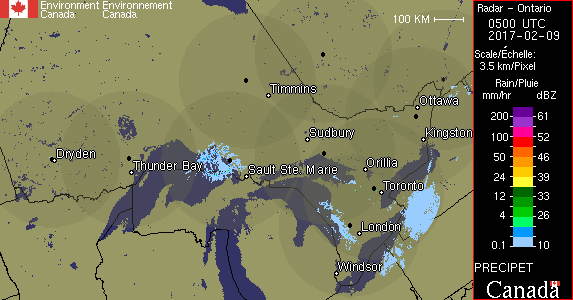 Environment Environnement
Canada Canada
100 KM
Timmins
Ottawa
Sudbury
Kingston
Dryden
Thunder Bay
Sault Ste. Marie
Orillia
Toronto
London
Windsor
Radar - Ontario
0500 UTC
2017-02-09
Scale/Échelle:
3.5 km/Pixel
Rain/Pluie
mm/hr dBZ
200 61
100 52
50 46
24 39
12 33
4 26
0.1 10
PRECIPET
Canada